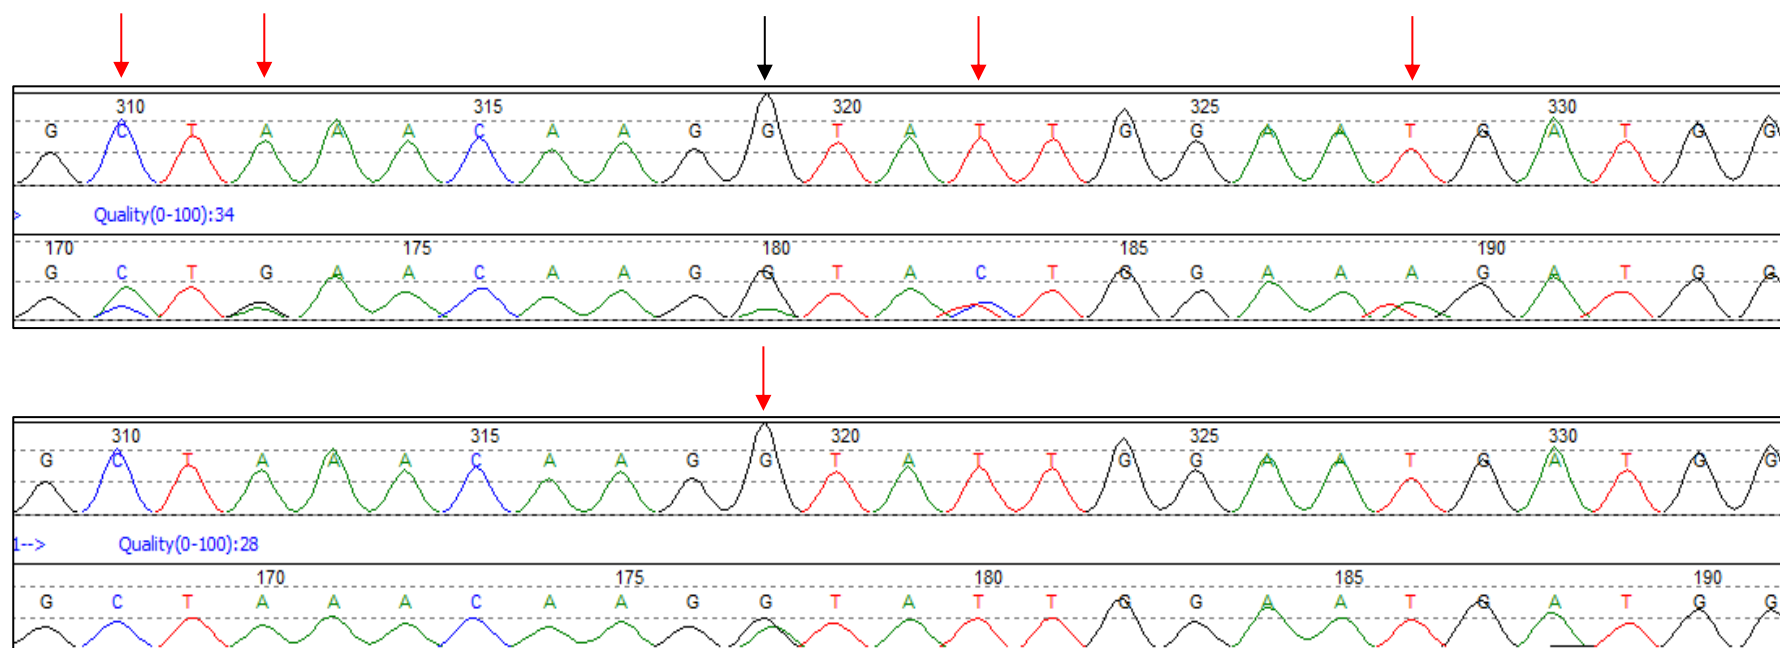 310 315 320 325 330
G C T A A A C A A G G T A T T G G A A T G A T G G
> Quality(0-100):34
170 175 180 185 190
G C T G A A C A A G G T A C T G G A A A G A T G G
310 315 320 325 330
G C T A A A C A A G G T A T T G G A A T G A T G G
1--> Quality(0-100):28
170 175 180 185 190
G C T A A A C A A G G T A T T G G A A T G A T G G